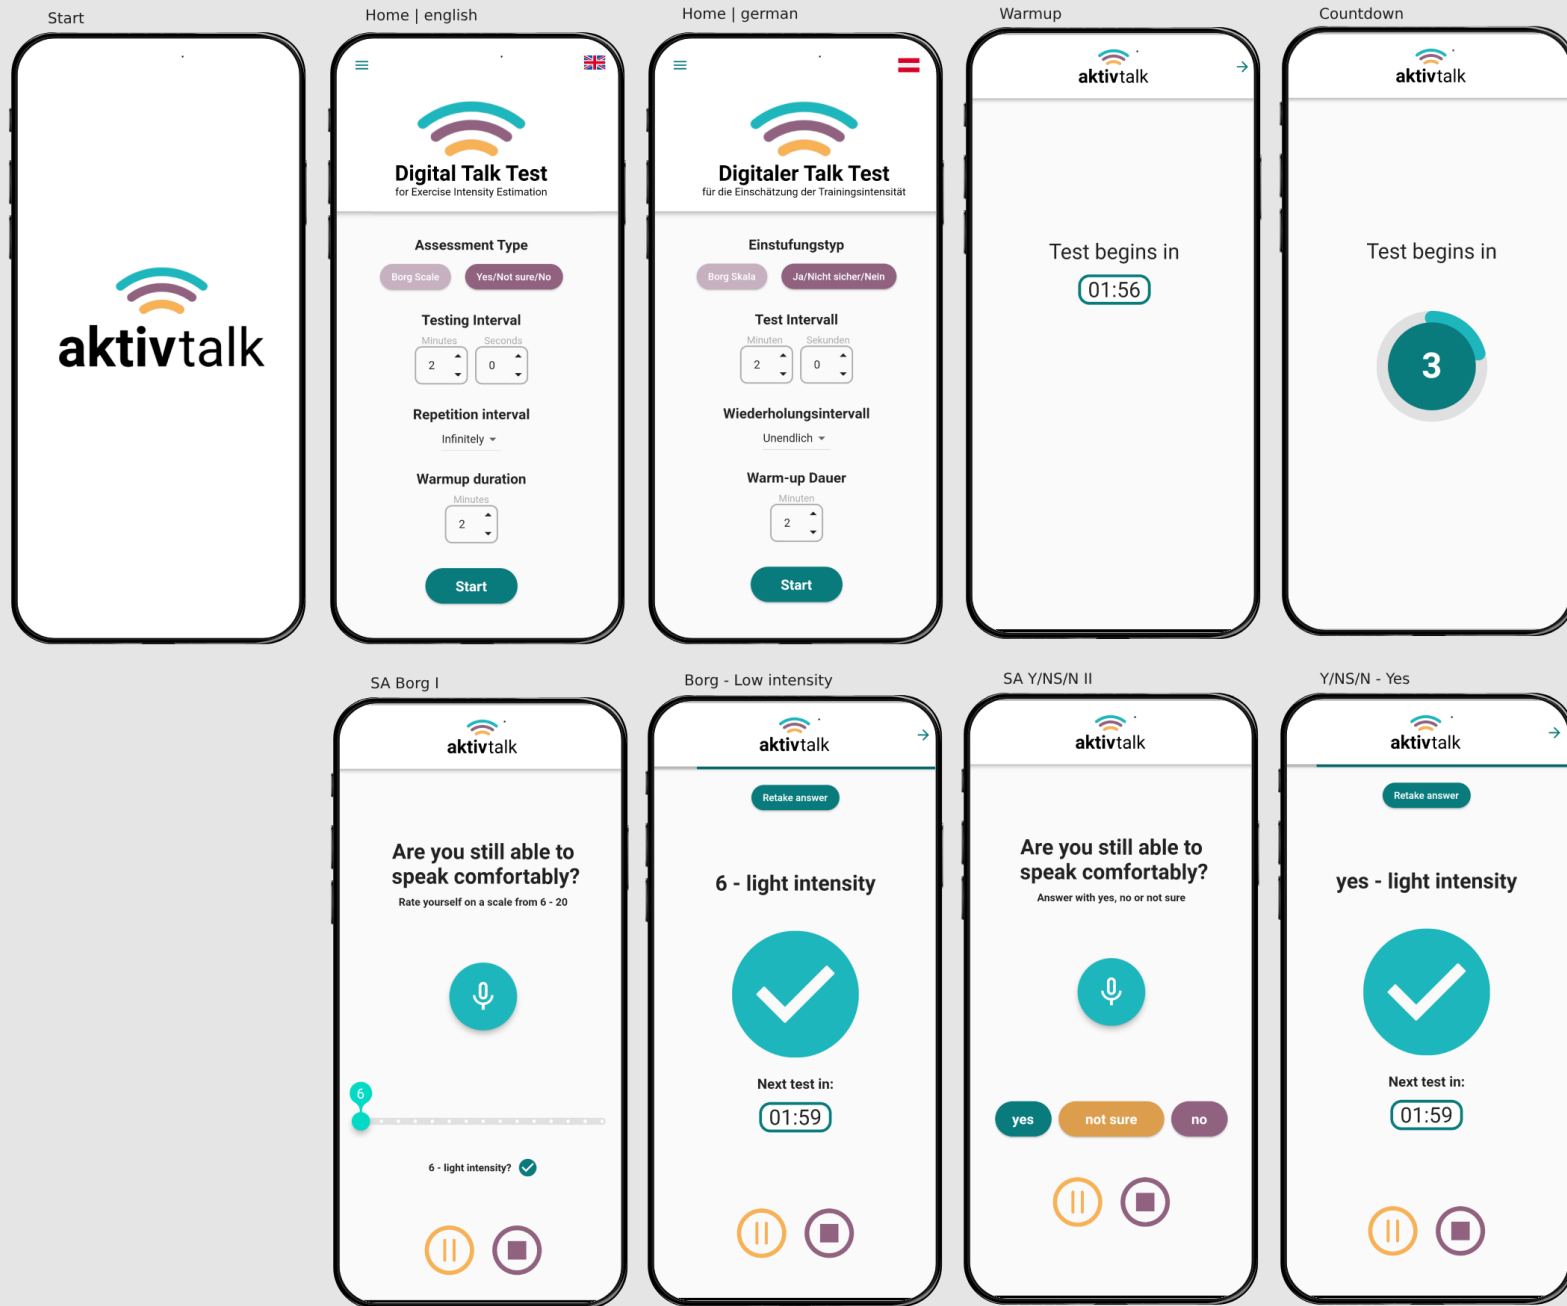 Start
aktivtalk
Home | english
Digital Talk Test
for Exercise Intensity Estimation
Assessment Type
Borg Scale Yes/Not sure/No
Testing Interval
Minutes Seconds
2 0
Repetition interval
Infinitely
Warmup duration
Minutes
2
Start
Home | german
Digitaler Talk Test
für die Einschätzung der Trainingsintensität
Einstufungstyp
Borg Skala Ja/Nicht sicher/Nein
Test Intervall
Minuten Sekunden
2 0
Wiederholungsintervall
Unendlich
Warm-up Dauer
Minuten
2
Start
Warmup
aktivtalk
Test begins in
01:56
Countdown
aktivtalk
Test begins in
3
SA Borg I
aktivtalk
Are you still able to
speak comfortably?
Rate yourself on a scale from 6 - 20
6
6 - light intensity?
Borg - Low intensity
aktivtalk
Retake answer
6 - light intensity
Next test in:
01:59
SA Y/NS/N II
aktivtalk
Are you still able to
speak comfortably?
Answer with yes, no or not sure
yes not sure no
Y/NS/N - Yes
aktivtalk
Retake answer
yes - light intensity
Next test in:
01:59